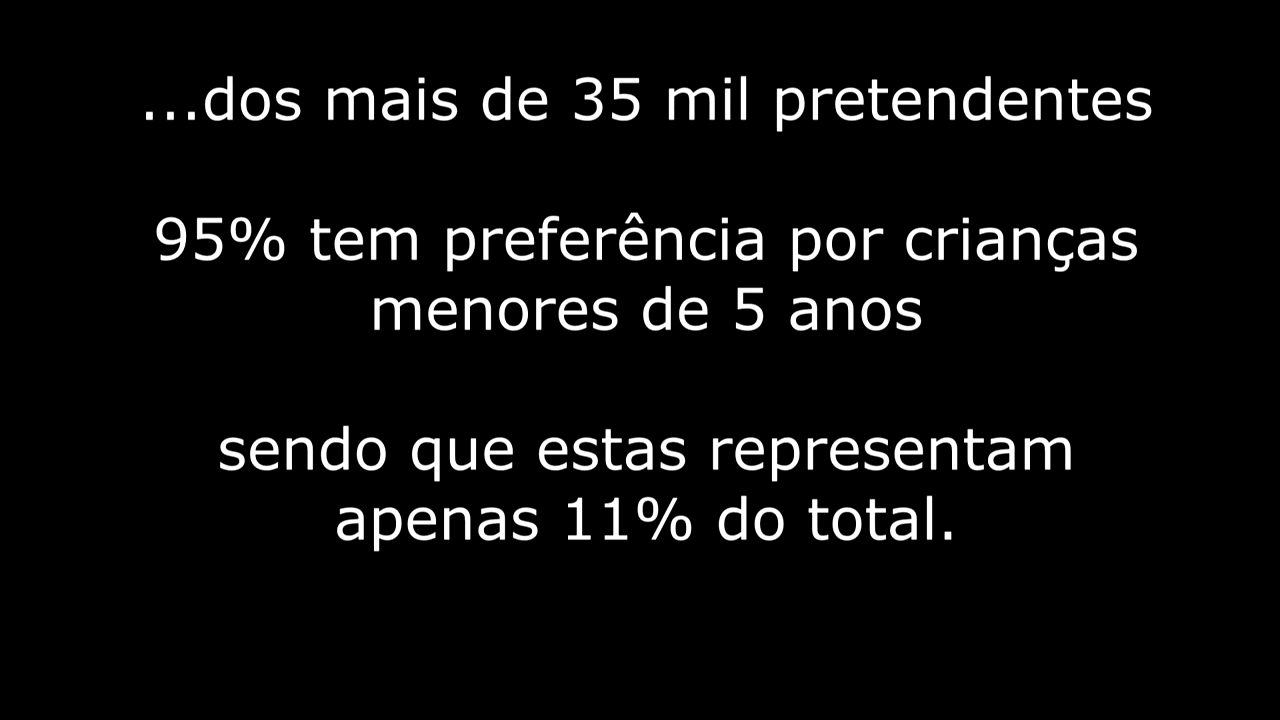 ...dos mais de 35 mil pretendentes
95% tem preferência por crianças
menores de 5 anos
sendo que estas representam
apenas 11% do total.